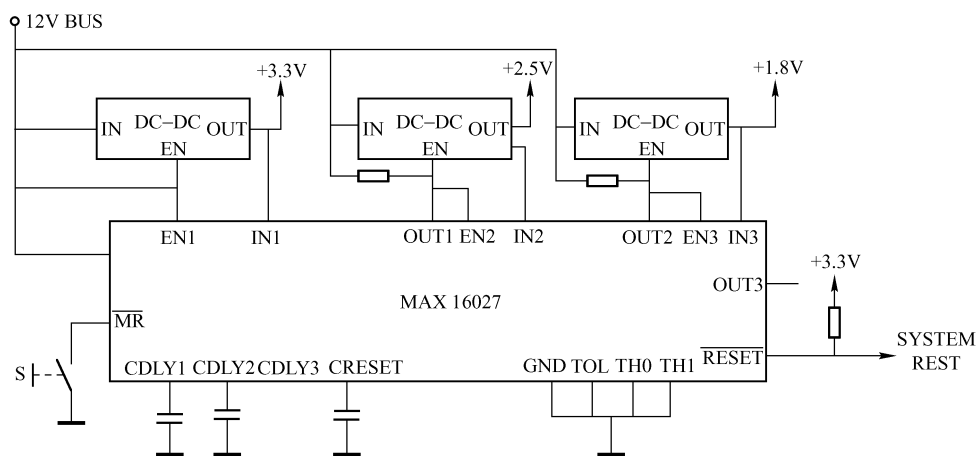 12V BUS
+3.3V
+2.5V
+1.8V
IN DC–DC OUT
EN
IN DC–DC OUT
EN
IN DC–DC OUT
EN
EN1 IN1 OUT1 EN2 IN2 OUT2 EN3 IN3
+3.3V
OUT3
MAX 16027
MR
RESET
SYSTEM
REST
S
CDLY1 CDLY2 CDLY3 CRESET GND TOL TH0 TH1